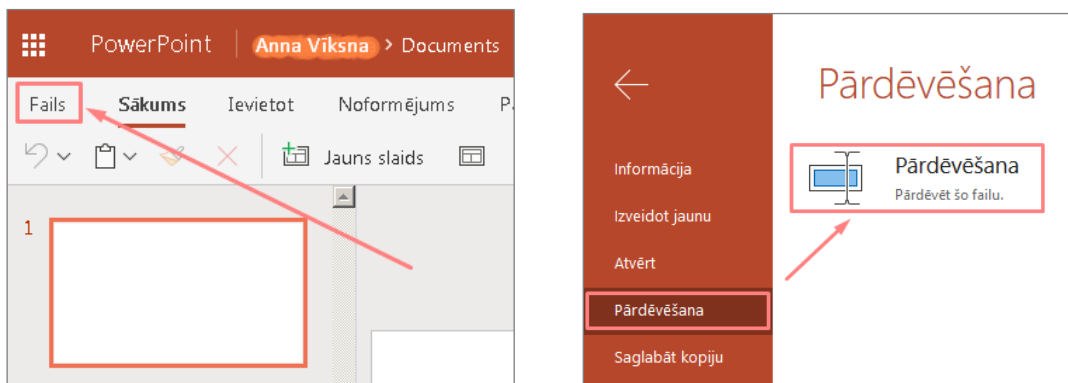 PowerPoint Anna Vīksna > Documents
Fails Sākums Ievietot Noformējums
Jauns slaids
1
Pārdēvēšana
Informācija
Izveidot jaunu
Atvērt
Pārdēvēšana
Saglabāt kopiju
Pārdēvēšana
Pārdēvēt šo failu.